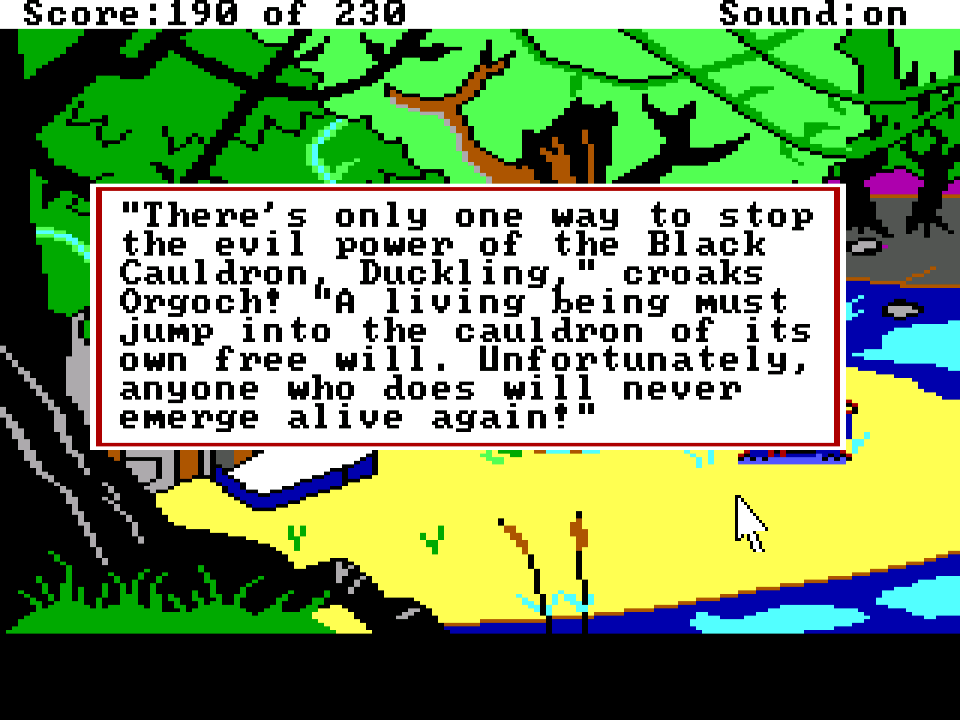 Score:190 of 230 Sound:on
"There's only one way to stop
the evil power of the Black
Cauldron, Duckling," croaks
Orgoch! "A living being must
jump into the cauldron of its
own free will. Unfortunately,
anyone who does will never
emerge alive again!"